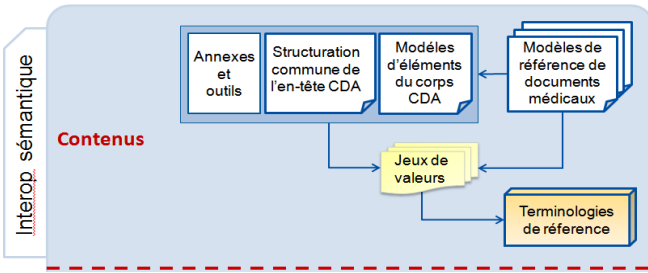 Interop sémantique
Contenus
Annexes
et
outils
Structuration
commune de
l'en-tête CDA
Modéles
d'éléments
du corps
CDA
Modèles de
référence de
documents
médicaux
Jeux de
valeurs
Terminologies
de réference